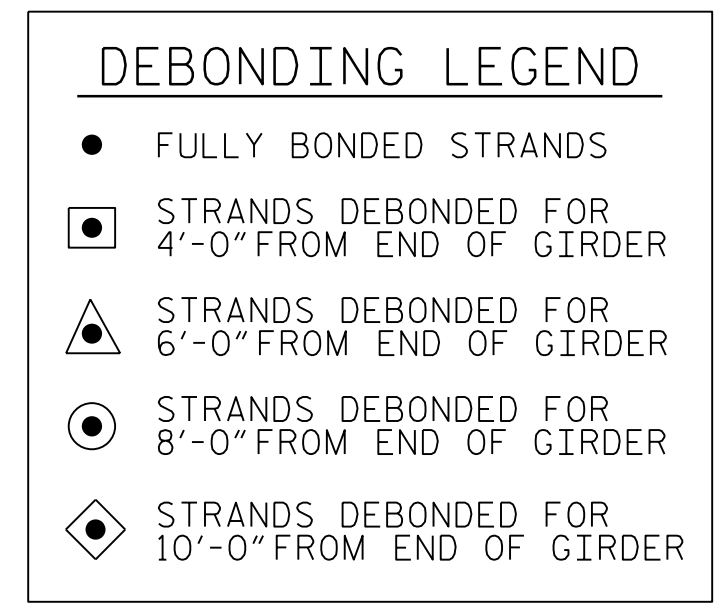 DEBONDING LEGEND
FULLY BONDED STRANDS
STRANDS DEBONDED FOR
4'-0" FROM END OF GIRDER
STRANDS DEBONDED FOR
6'-0" FROM END OF GIRDER
STRANDS DEBONDED FOR
8'-0" FROM END OF GIRDER
STRANDS DEBONDED FOR
10'-0" FROM END OF GIRDER